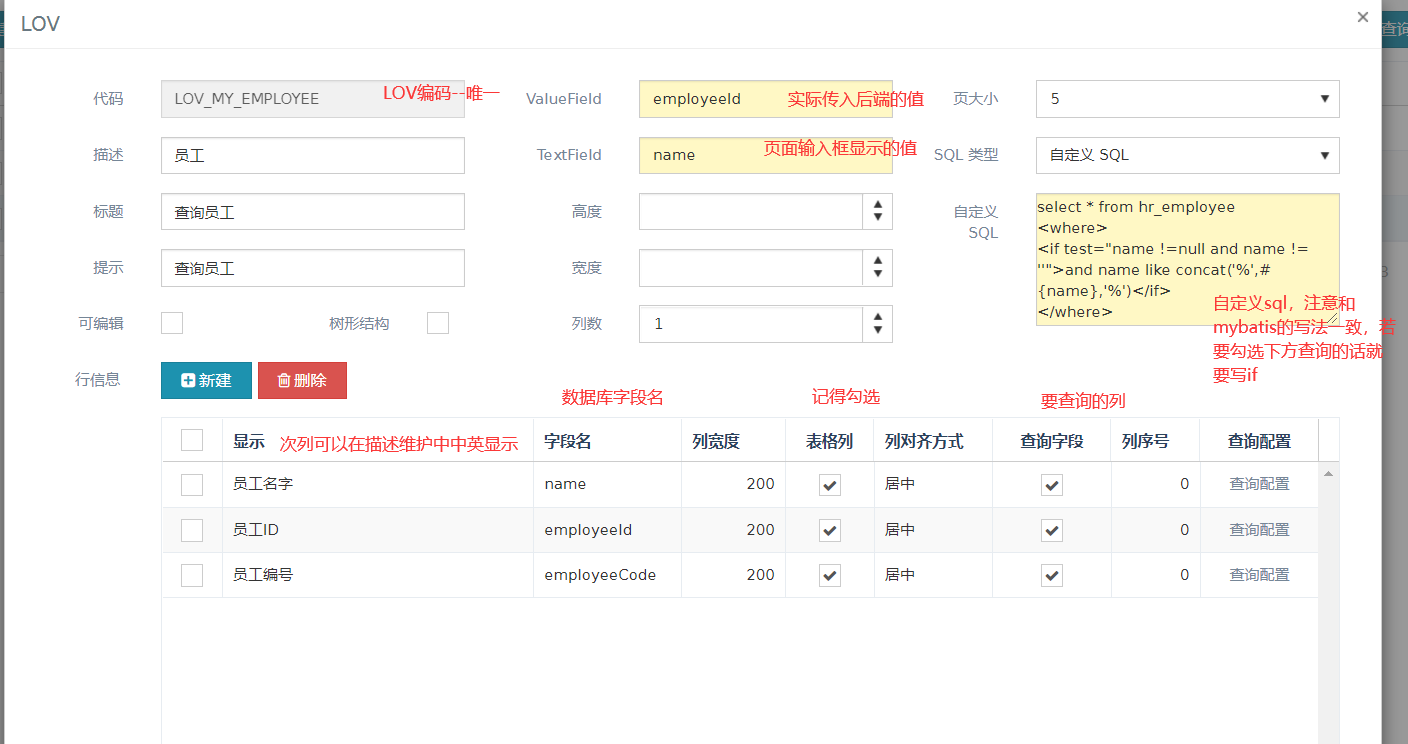 LOV
×
查询
代码 LOV_MY_EMPLOYEE LOV编码--唯一 ValueField employeeId 实际传入后端的值 页大小 5
描述 员工 TextField name 页面输入框显示的值 SQL 类型 自定义 SQL
标题 查询员工 高度 自定义 SQL
select * from hr_employee
<where>
<if test="name !=null and name !=
''">and name like concat('%',#
{name},'%')</if>
</where>
提示 查询员工 宽度
可编辑 树形结构 列数 1
自定义sql，注意和
mybatis的写法一致，若
要勾选下方查询的话就
要写if
行信息 新建 删除
数据库字段名 记得勾选 要查询的列
显示 次列可以在描述维护中中英显示 字段名 列宽度 表格列 列对齐方式 查询字段 列序号 查询配置
员工名字 name 200 居中 0 查询配置
员工ID employeeId 200 居中 0 查询配置
员工编号 employeeCode 200 居中 0 查询配置